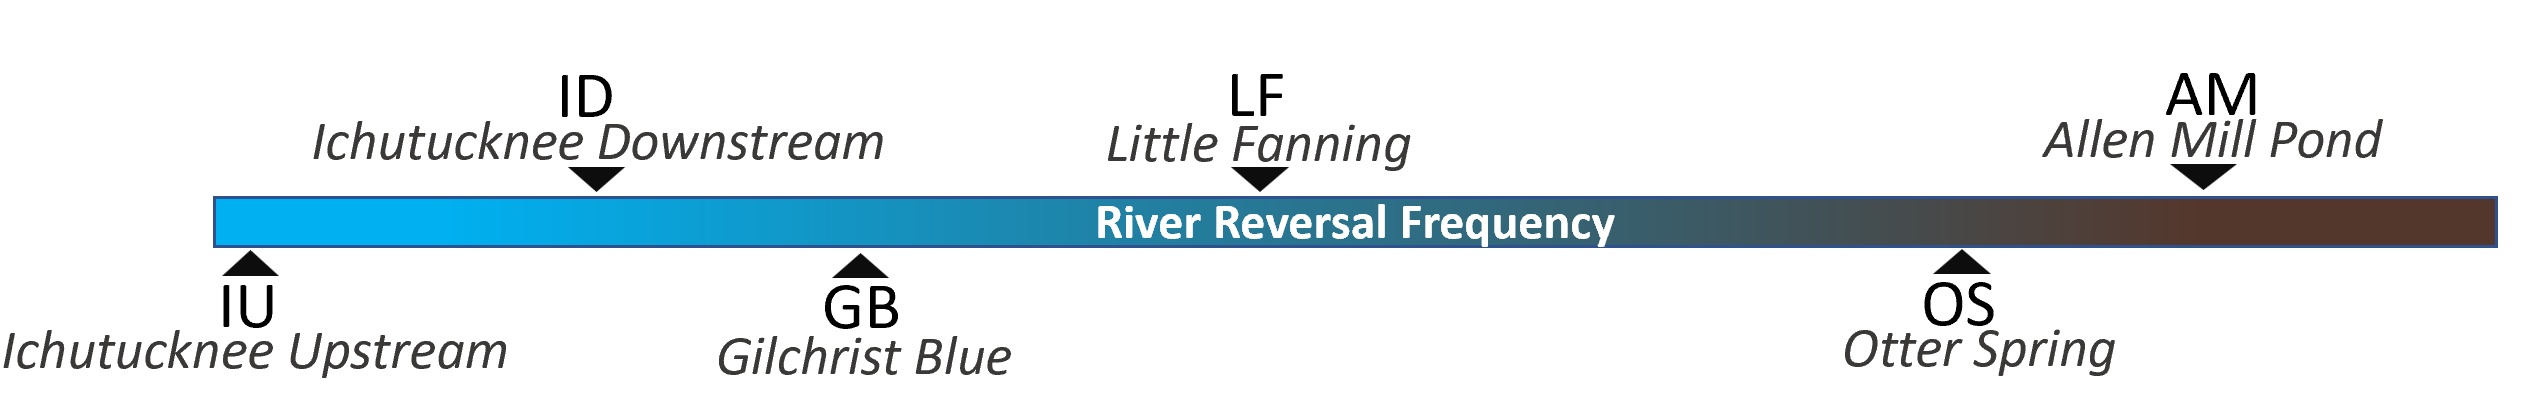 ID
Ichutucknee Downstream
LF
Little Fanning
AM
Allen Mill Pond
River Reversal Frequency
IU
Ichutucknee Upstream
GB
Gilchrist Blue
OS
Otter Spring